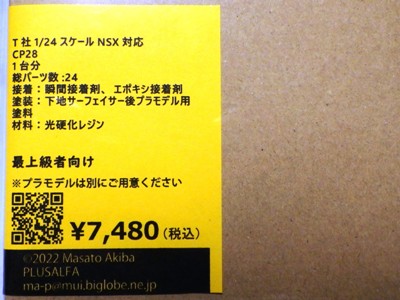 T 社 1/24 スケール NSX 対応
CP28
1 台分
総パーツ数 :24
接着：瞬間接着剤、エポキシ接着剤
塗装：下地サーフェイサー後プラモデル用
塗料
材料：光硬化レジン
最上級者向け
※プラモデルは別にご用意ください
¥7,480 (税込)
©2022 Masato Akiba
PLUSALFA
ma-p@mui.biglobe.ne.jp